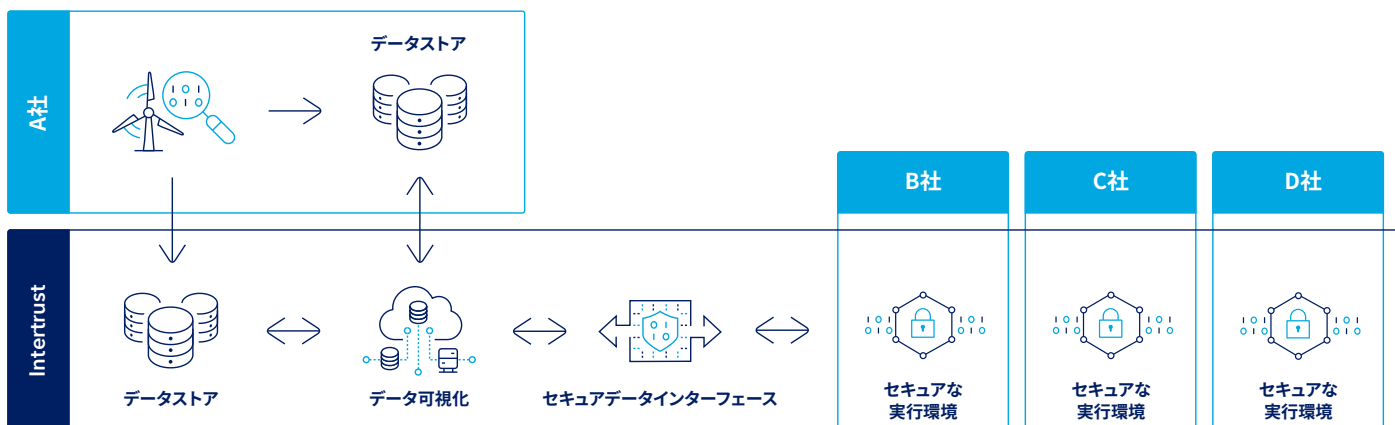 A社
データストア
B社
C社
D社
Intertrust
データストア
データ可視化
セキュアデータインターフェース
セキュアな
実行環境
セキュアな
実行環境
セキュアな
実行環境